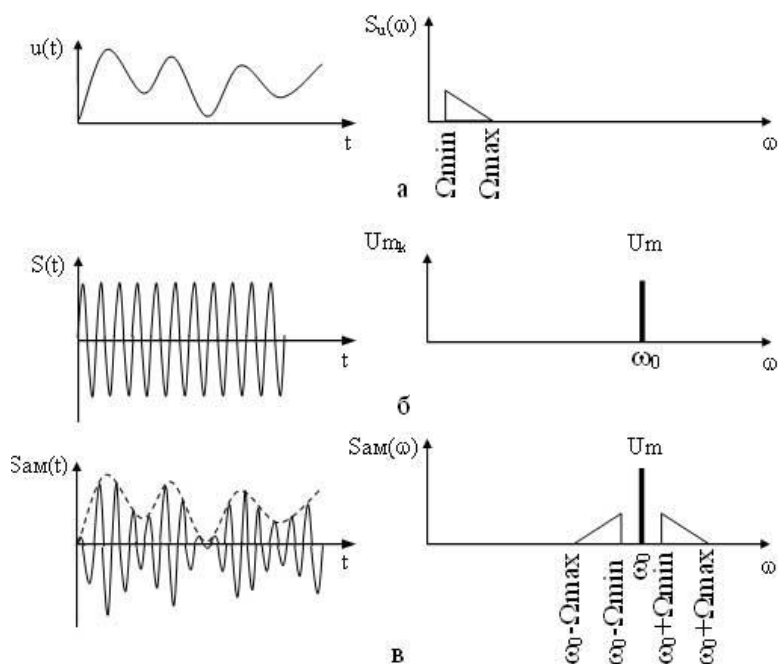 u(t)
t
Sᵤ(ω)
Ωmin
Ωmax
ω
а
S(t)
t
Umₖ
Um
ω₀
ω
б
Sам(t)
t
Sам(ω)
Um
ω₀-Ωmax
ω₀-Ωmin
ω₀
ω₀+Ωmin
ω₀+Ωmax
ω
в